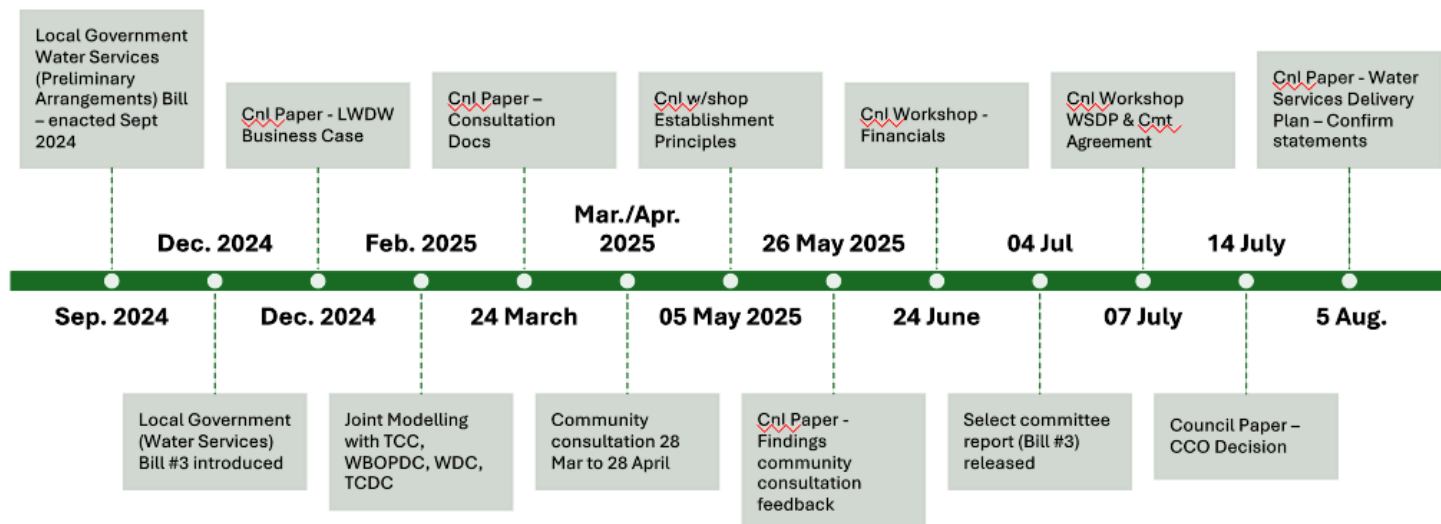 Local Government
Water Services
(Preliminary
Arrangements) Bill
– enacted Sept
2024
Cnl Paper - LWDW
Business Case
Cnl Paper –
Consultation
Docs
Cnl w/shop
Establishment
Principles
Cnl Workshop -
Financials
Cnl Workshop
WSDP & Cmt
Agreement
Cnl Paper - Water
Services Delivery
Plan – Confirm
statements
Dec. 2024
Feb. 2025
Mar./Apr.
2025
26 May 2025
04 Jul
14 July
Sep. 2024
Dec. 2024
24 March
05 May 2025
24 June
07 July
5 Aug.
Local Government
(Water Services)
Bill #3 introduced
Joint Modelling
with TCC,
WBOPDC, WDC,
TCDC
Community
consultation 28
Mar to 28 April
Cnl Paper -
Findings
community
consultation
feedback
Select committee
report (Bill #3)
released
Council Paper –
CCO Decision